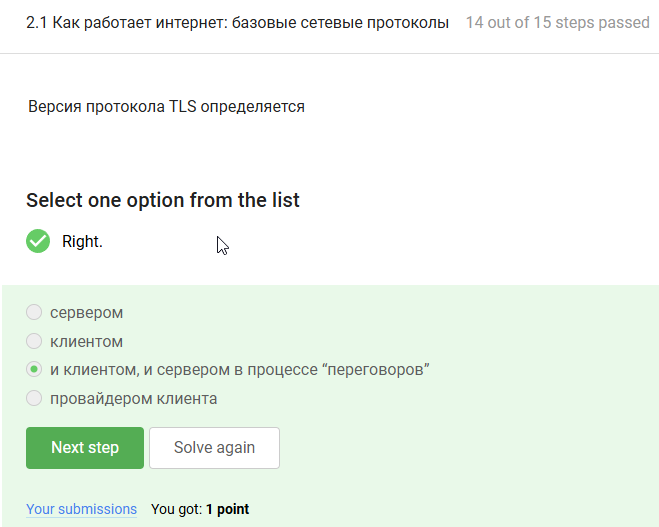 2.1 Как работает интернет: базовые сетевые протоколы 14 out of 15 steps passed
Версия протокола TLS определяется
Select one option from the list
Right.
сервером
клиентом
и клиентом, и сервером в процессе “переговоров”
провайдером клиента
Next step Solve again
Your submissions You got: 1 point